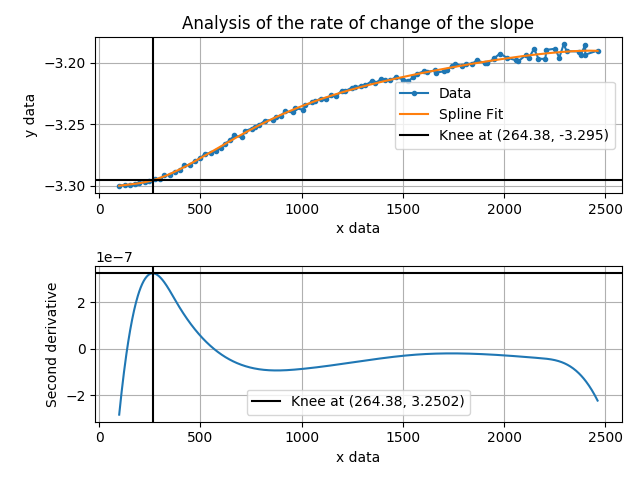 Analysis of the rate of change of the slope
−3.20
−3.25
−3.30
y data
Data
Spline Fit
Knee at (264.38, -3.295)
0
500
1000
1500
2000
2500
x data
1e−7
2
0
−2
Second derivative
Knee at (264.38, 3.2502)
0
500
1000
1500
2000
2500
x data